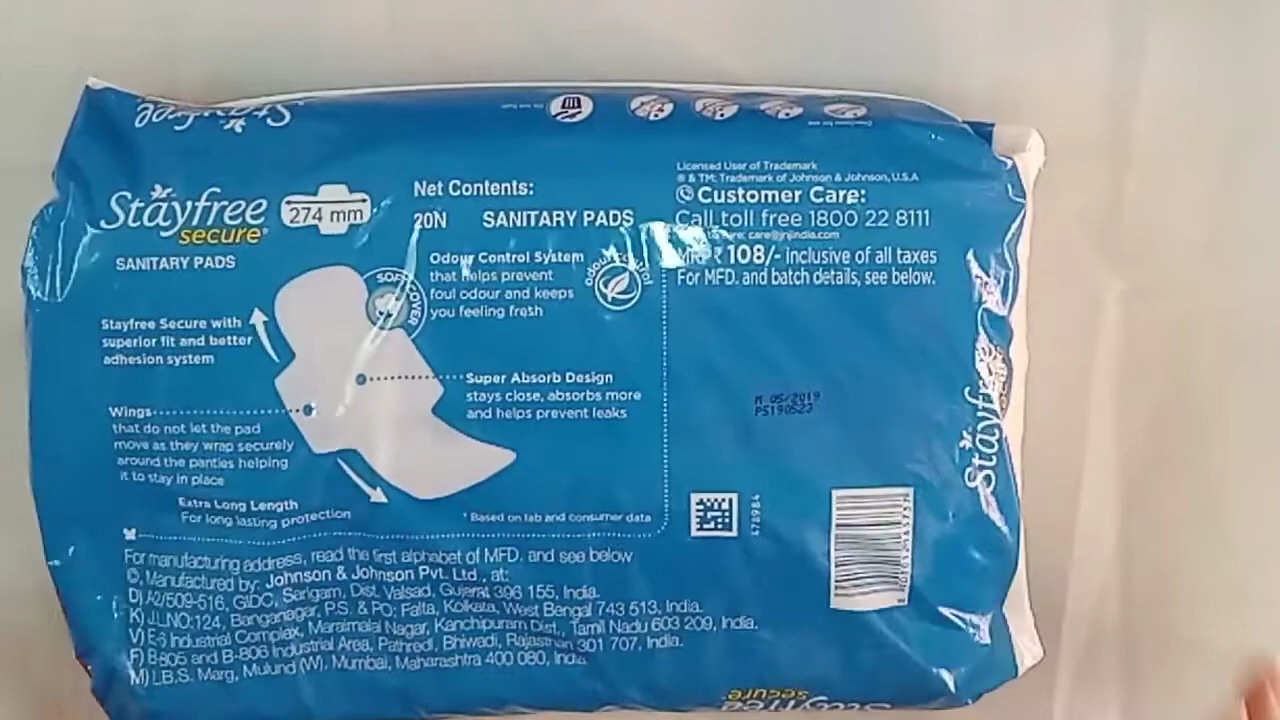 Stayfree
Stayfree
secure®
SANITARY PADS
274 mm
Net Contents:
20N SANITARY PADS
Odour Control System
that helps prevent
foul odour and keeps
you feeling fresh
odour control
SOFT COVER
Stayfree Secure with
superior fit and better
adhesion system
Super Absorb Design
stays close, absorbs more
and helps prevent leaks
Wings
that do not let the pad
move as they wrap securely
around the panties helping
it to stay in place
Extra Long Length
For long lasting protection
* Based on lab and consumer data
Licensed User of Trademark
® & TM: Trademark of Johnson & Johnson, U.S.A
Customer Care:
Call toll free 1800 22 8111
care@jnjindia.com
MRP ₹ 108/- Inclusive of all taxes
For MFD. and batch details, see below.
M 05/2019
PS190523
478984
Stayfree
For manufacturing address, read the first alphabet of MFD. and see below
©, Manufactured by: Johnson & Johnson Pvt. Ltd., at:
D) A2/509-516, GIDC, Sarigam, Dist. Valsad, Gujarat 396 155, India.
K) J.L.NO:124, Banganagar, P.S. & PO: Falta, Kolkata, West Bengal 743 513, India.
V) E-6 Industrial Complex, Maraimalai Nagar, Kanchipuram Dist., Tamil Nadu 603 209, India.
F) B-805 and B-806 Industrial Area, Pathredi, Bhiwadi, Rajasthan 301 707, India.
M) L.B.S. Marg, Mulund (W), Mumbai, Maharashtra 400 080, India
Stayfree
secure